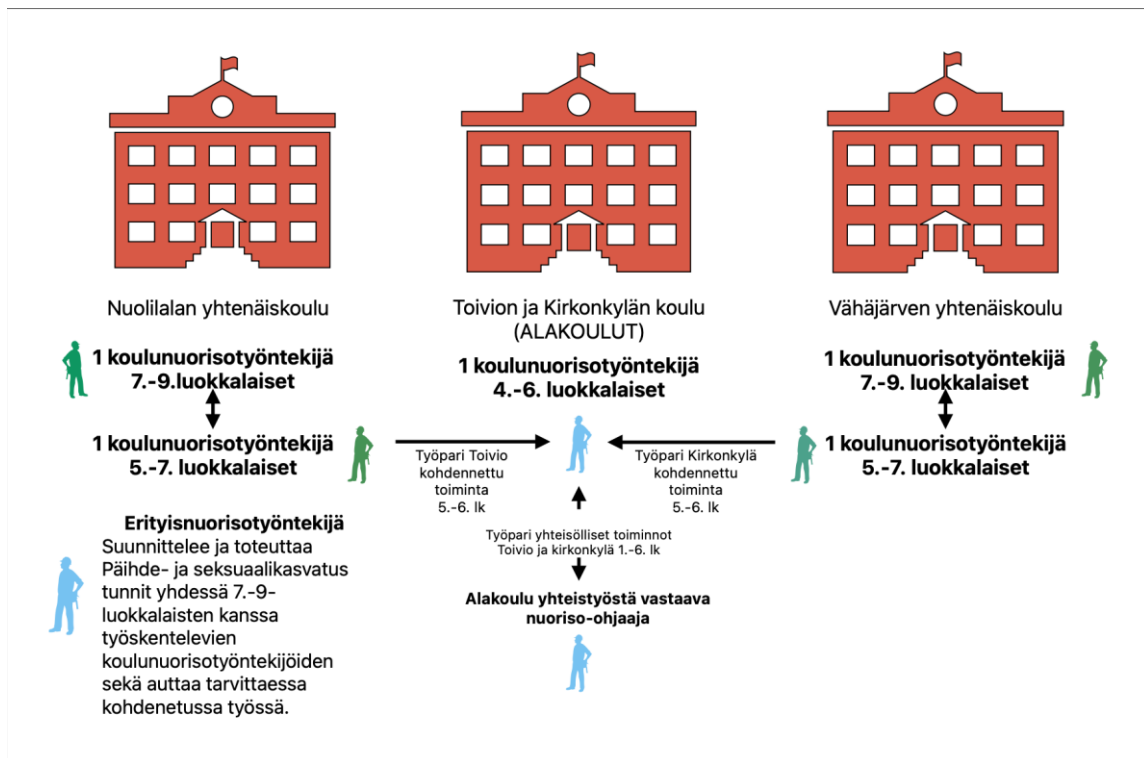 Nuolilalan yhtenäiskoulu
1 koulunuorisotyöntekijä
7.-9.luokkalaiset
1 koulunuorisotyöntekijä
5.-7. luokkalaiset
Erityisnuorisotyöntekijä
Suunnittelee ja toteuttaa
Päihde- ja seksuaalikasvatus
tunnit yhdessä 7.-9-
luokkalaisten kanssa
työskentelevien
koulunuorisotyöntekijöiden
sekä auttaa tarvittaessa
kohdenetussa työssä.
Toivion ja Kirkonkylän koulu
(ALAKOULUT)
1 koulunuorisotyöntekijä
4.-6. luokkalaiset
Työpari Toivio
kohdennettu
toiminta
5.-6. lk
Työpari Kirkonkylä
kohdennettu
toiminta
5.-6. lk
Työpari yhteisölliset toiminnot
Toivio ja kirkonkylä 1.-6. lk
Alakoulu yhteistyöstä vastaava
nuoriso-ohjaaja
Vähäjärven yhtenäiskoulu
1 koulunuorisotyöntekijä
7.-9. luokkalaiset
1 koulunuorisotyöntekijä
5.-7. luokkalaiset